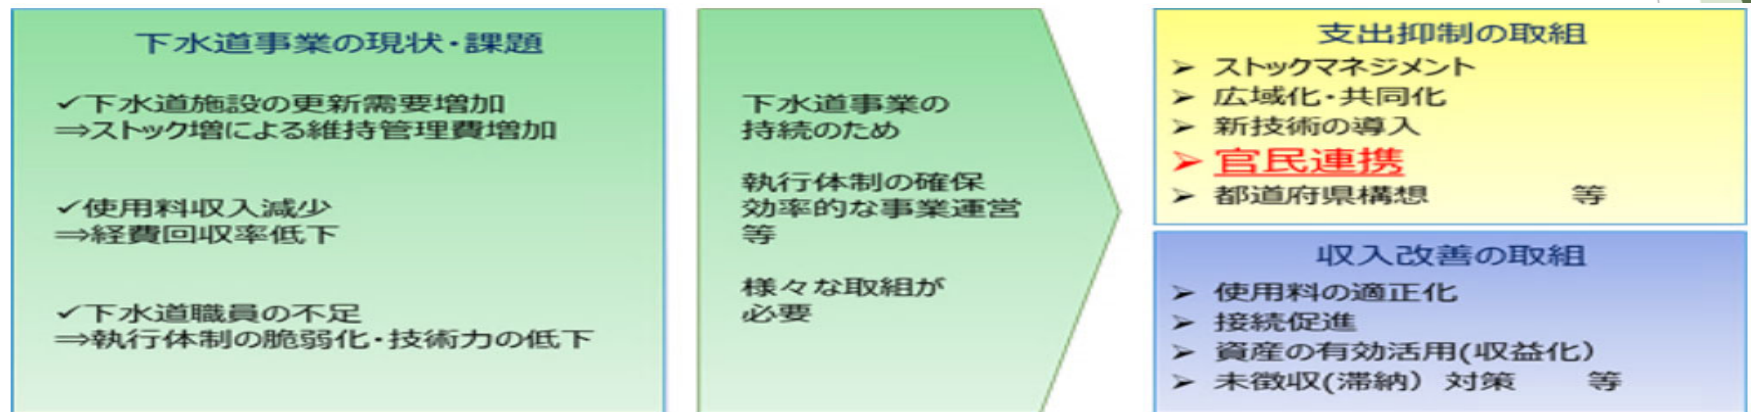 下水道事業の現状・課題
✓下水道施設の更新需要増加
⇒ストック増による維持管理費増加
✓使用料収入減少
⇒経費回収率低下
✓下水道職員の不足
⇒執行体制の脆弱化・技術力の低下
下水道事業の
持続のため
執行体制の確保
効率的な事業運営
等
様々な取組が
必要
支出抑制の取組
➢ ストックマネジメント
➢ 広域化・共同化
➢ 新技術の導入
➢ 官民連携
➢ 都道府県構想 等
収入改善の取組
➢ 使用料の適正化
➢ 接続促進
➢ 資産の有効活用(収益化）
➢ 未徴収(滞納） 対策 等